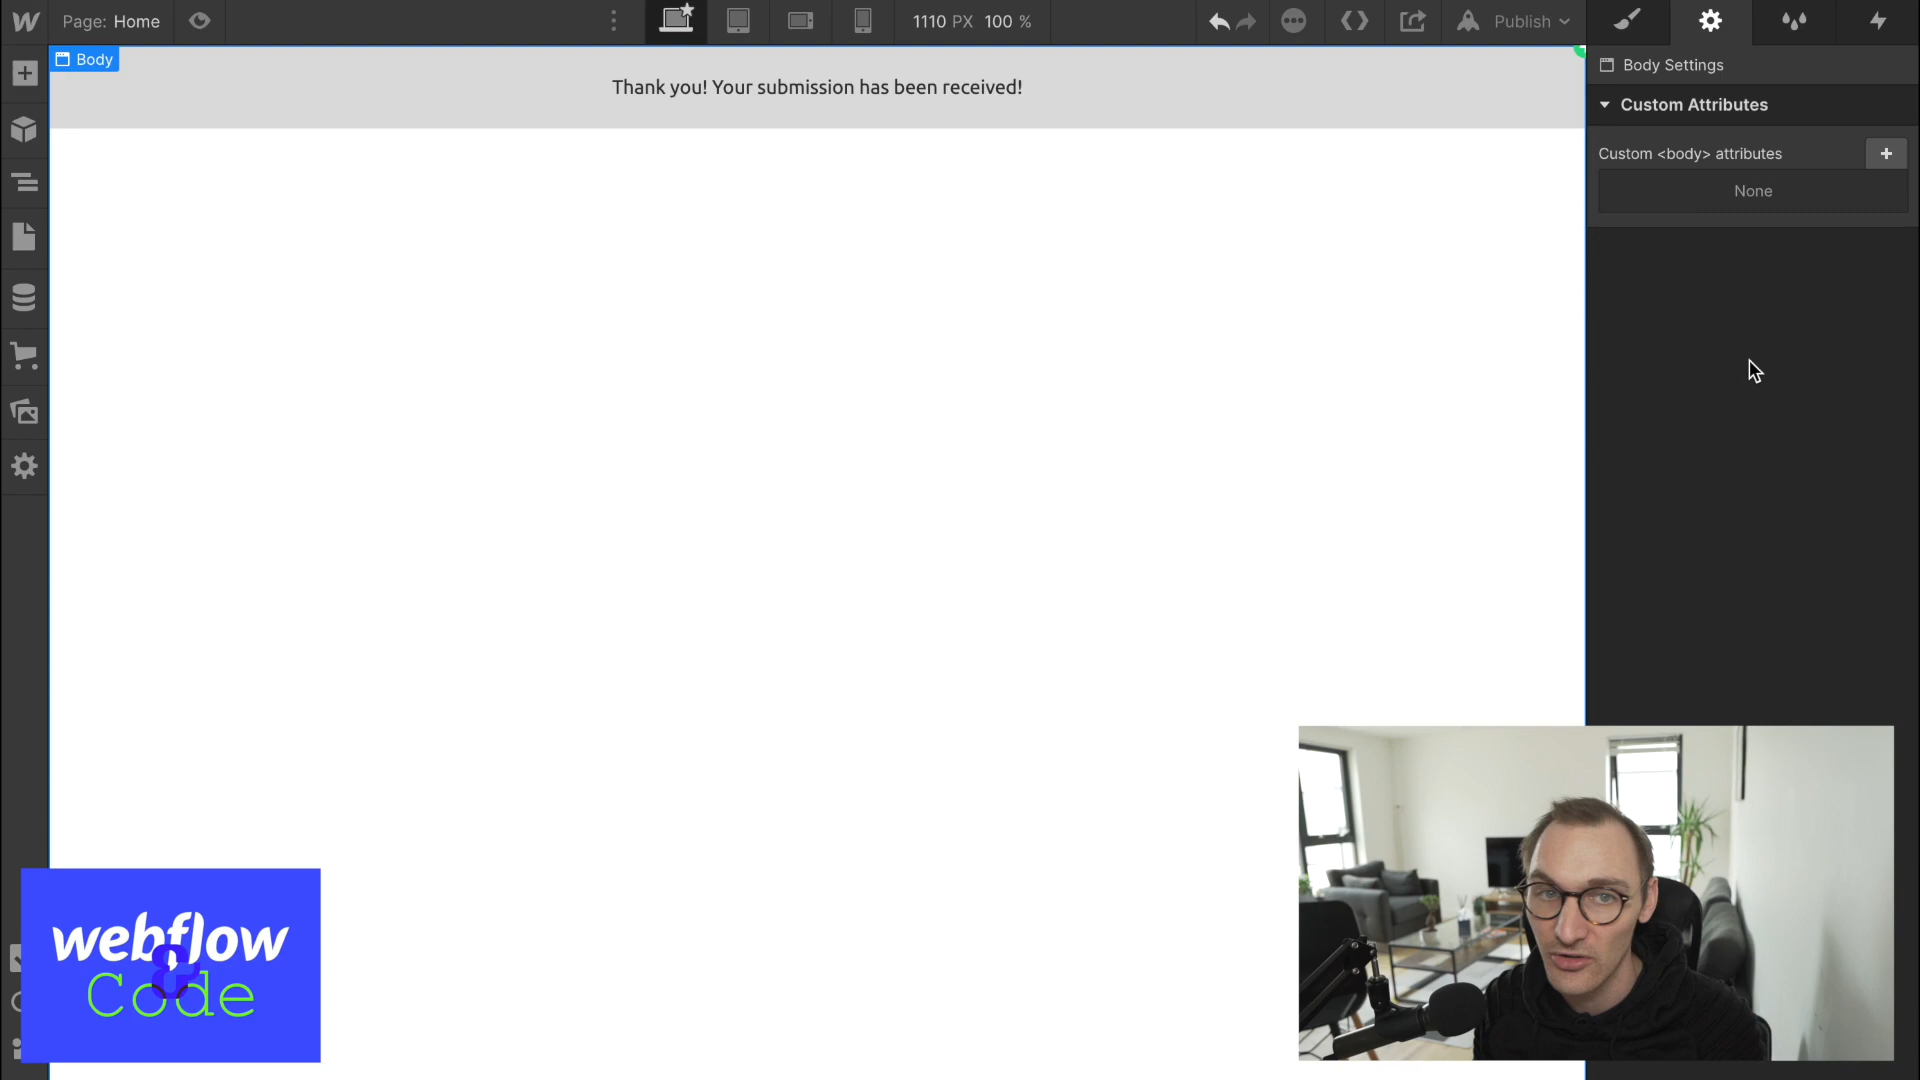 Page: Home
1110 PX 100 %
Publish
Body
Thank you! Your submission has been received!
Body Settings
Custom Attributes
Custom <body> attributes
None
webflow
&
Code